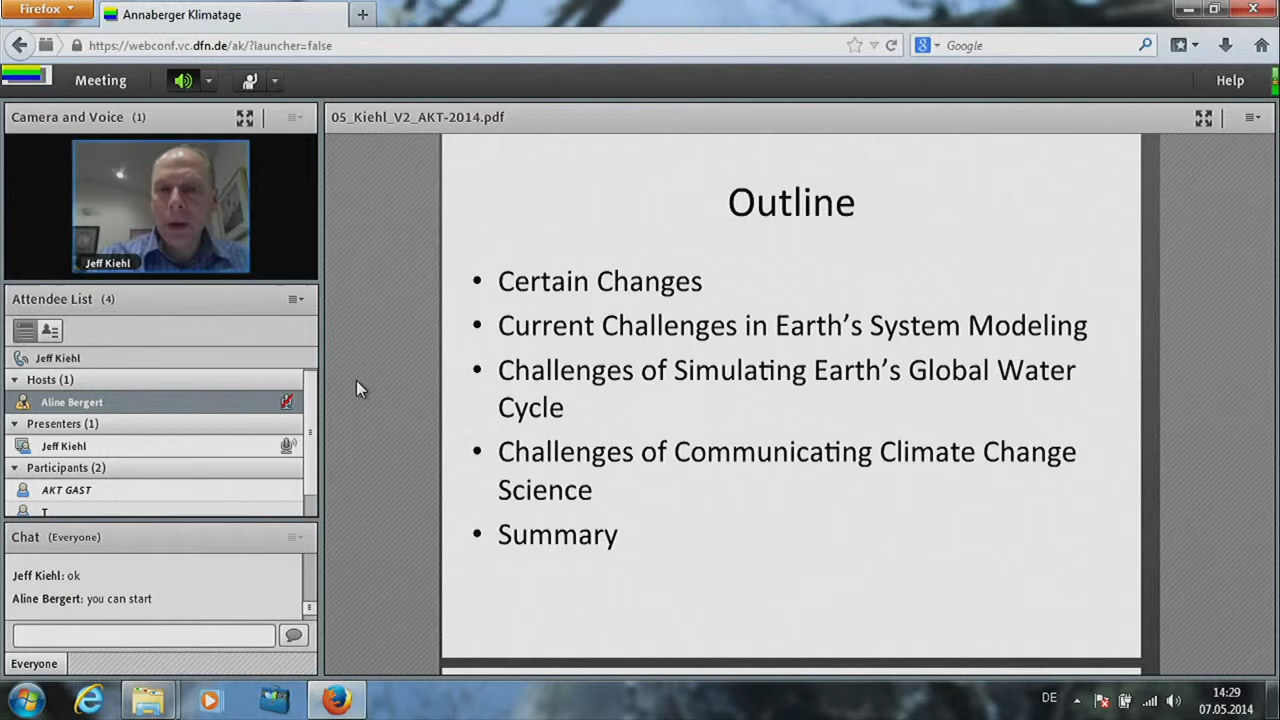 Firefox
Annaberger Klimatage
https://webconf.vc.dfn.de/ak/?launcher=false
Google
Meeting
Help
Camera and Voice (1)
05_Kiehl_V2_AKT-2014.pdf
Jeff Kiehl
Attendee List (4)
Jeff Kiehl
Hosts (1)
Aline Bergert
Presenters (1)
Jeff Kiehl
Participants (2)
AKT GAST
T
Chat (Everyone)
Jeff Kiehl: ok
Aline Bergert: you can start
Everyone
Outline
• Certain Changes
• Current Challenges in Earth's System Modeling
• Challenges of Simulating Earth's Global Water
Cycle
• Challenges of Communicating Climate Change
Science
• Summary
DE
14:29
07.05.2014